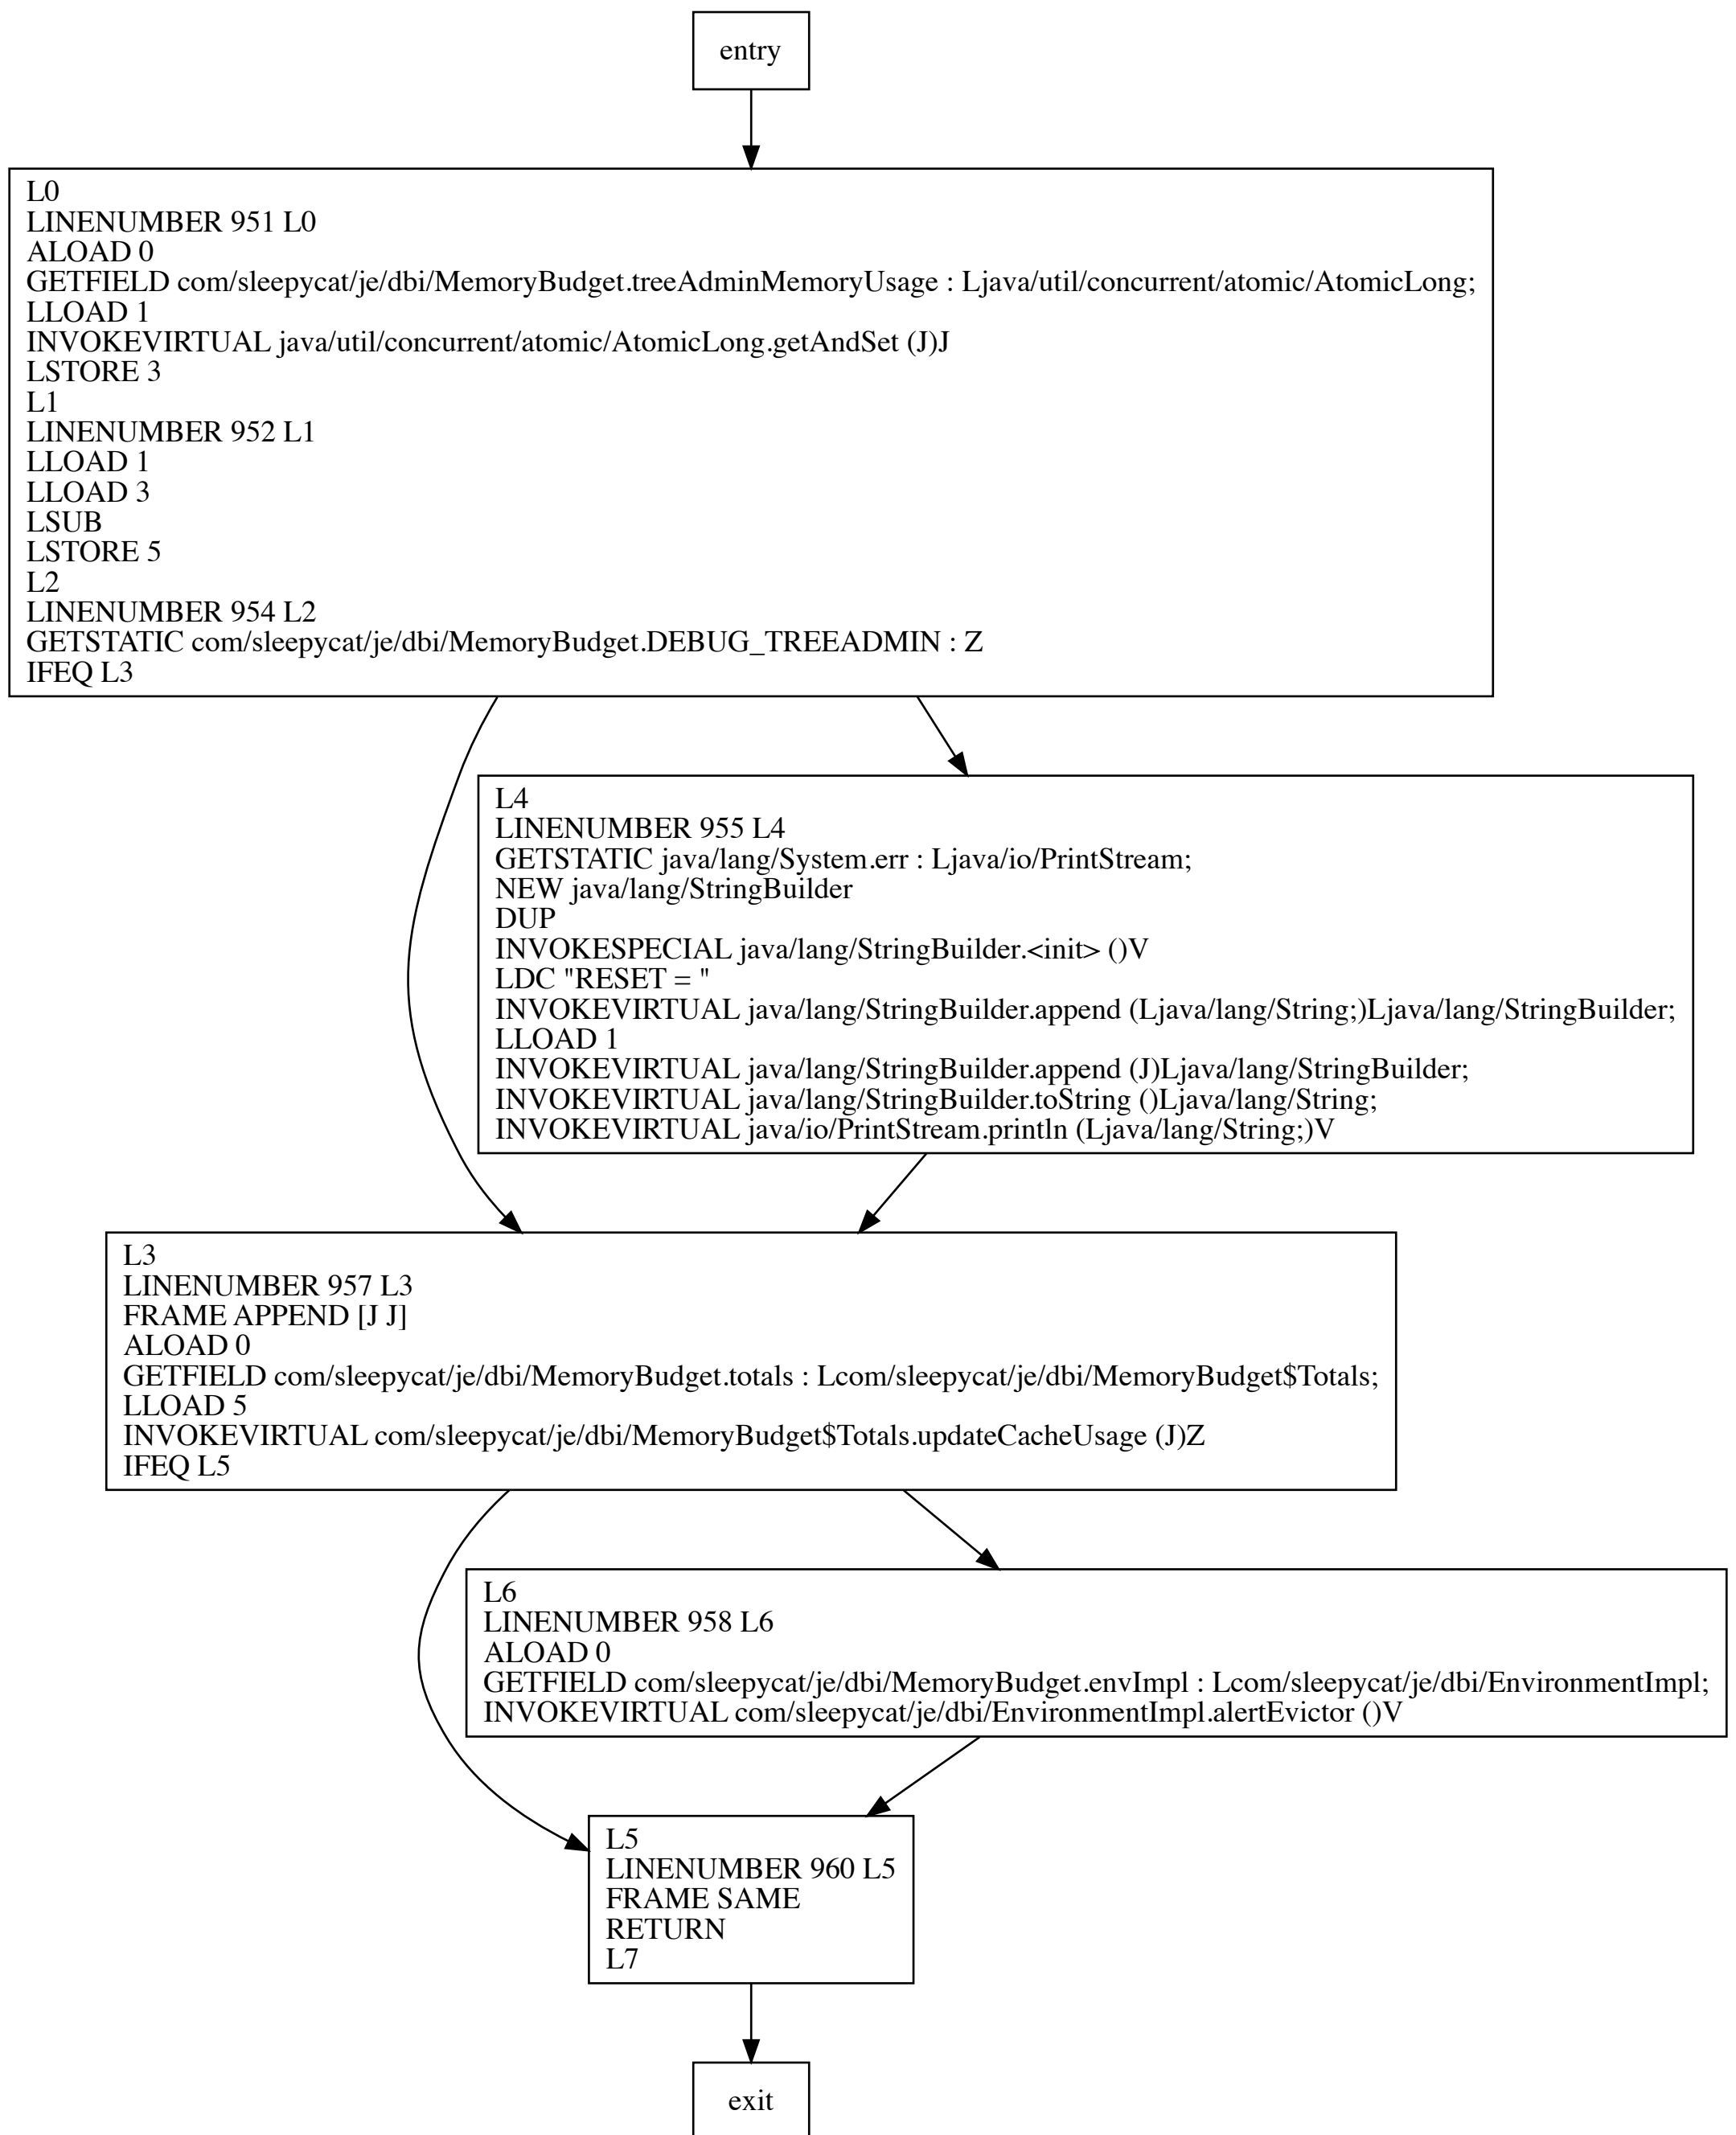 entry
L0
LINENUMBER 951 L0
ALOAD 0
GETFIELD com/sleepycat/je/dbi/MemoryBudget.treeAdminMemoryUsage : Ljava/util/concurrent/atomic/AtomicLong;
LLOAD 1
INVOKEVIRTUAL java/util/concurrent/atomic/AtomicLong.getAndSet (J)J
LSTORE 3
L1
LINENUMBER 952 L1
LLOAD 1
LLOAD 3
LSUB
LSTORE 5
L2
LINENUMBER 954 L2
GETSTATIC com/sleepycat/je/dbi/MemoryBudget.DEBUG_TREEADMIN : Z
IFEQ L3
L4
LINENUMBER 955 L4
GETSTATIC java/lang/System.err : Ljava/io/PrintStream;
NEW java/lang/StringBuilder
DUP
INVOKESPECIAL java/lang/StringBuilder.<init> ()V
LDC "RESET = "
INVOKEVIRTUAL java/lang/StringBuilder.append (Ljava/lang/String;)Ljava/lang/StringBuilder;
LLOAD 1
INVOKEVIRTUAL java/lang/StringBuilder.append (J)Ljava/lang/StringBuilder;
INVOKEVIRTUAL java/lang/StringBuilder.toString ()Ljava/lang/String;
INVOKEVIRTUAL java/io/PrintStream.println (Ljava/lang/String;)V
L3
LINENUMBER 957 L3
FRAME APPEND [J J]
ALOAD 0
GETFIELD com/sleepycat/je/dbi/MemoryBudget.totals : Lcom/sleepycat/je/dbi/MemoryBudget$Totals;
LLOAD 5
INVOKEVIRTUAL com/sleepycat/je/dbi/MemoryBudget$Totals.updateCacheUsage (J)Z
IFEQ L5
L6
LINENUMBER 958 L6
ALOAD 0
GETFIELD com/sleepycat/je/dbi/MemoryBudget.envImpl : Lcom/sleepycat/je/dbi/EnvironmentImpl;
INVOKEVIRTUAL com/sleepycat/je/dbi/EnvironmentImpl.alertEvictor ()V
L5
LINENUMBER 960 L5
FRAME SAME
RETURN
L7
exit